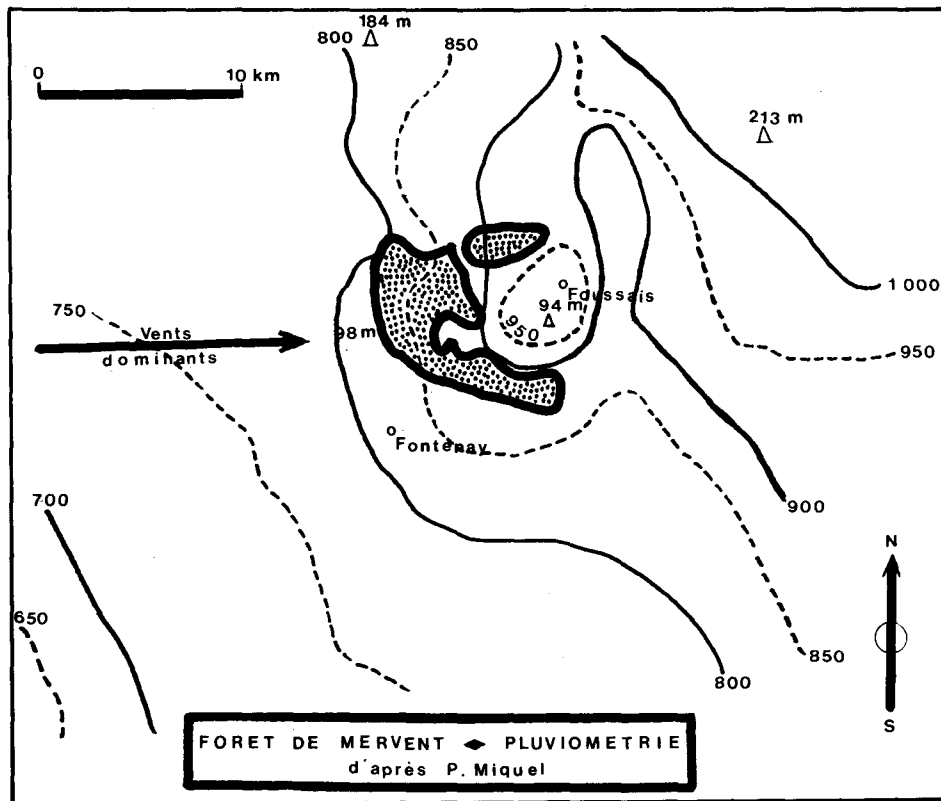 184 m
800
850
0 10 km
213 m
1 000
Foussais
94 m
950
750
Vents
dominants
98m
950
Fontenay
700
900
N
650
850
800
S
FORET DE MERVENT ◆ PLUVIOMETRIE
d'après P. Miquel